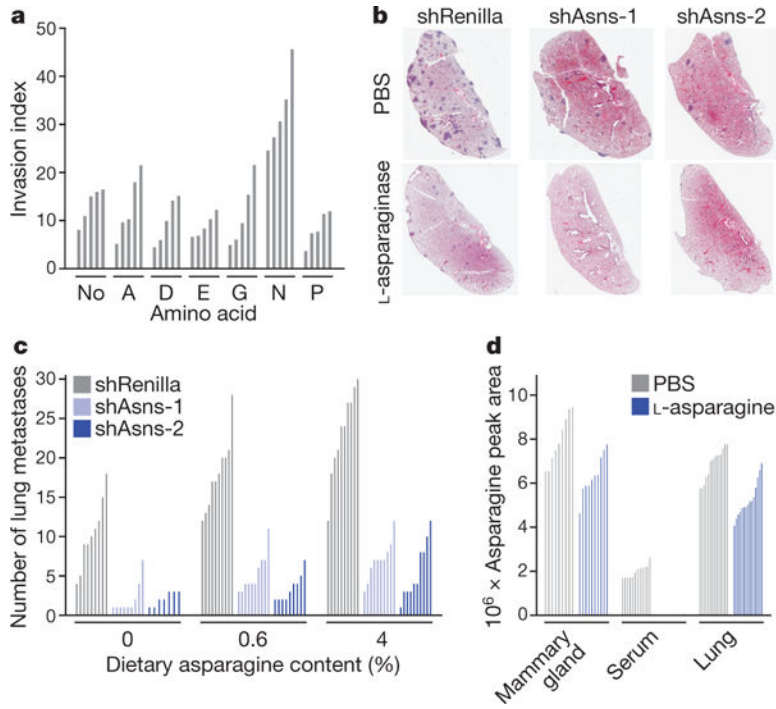 a
Invasion index
50
40
30
20
10
0
No A D E G N P
Amino acid
b
shRenilla shAsns-1 shAsns-2
PBS
L-asparaginase
c
shRenilla
shAsns-1
shAsns-2
Number of lung metastases
30
25
20
15
10
5
0
0 0.6 4
Dietary asparagine content (%)
d
PBS
L-asparagine
10⁶ × Asparagine peak area
10
8
6
4
2
0
Mammary gland
Serum
Lung